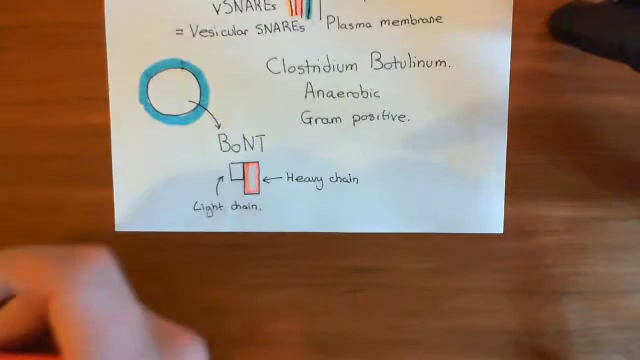 vSNAREs
= Vesicular SNAREs Plasma membrane
Clostridium Botulinum.
Anaerobic
Gram positive.
BoNT
Heavy chain
Light chain.